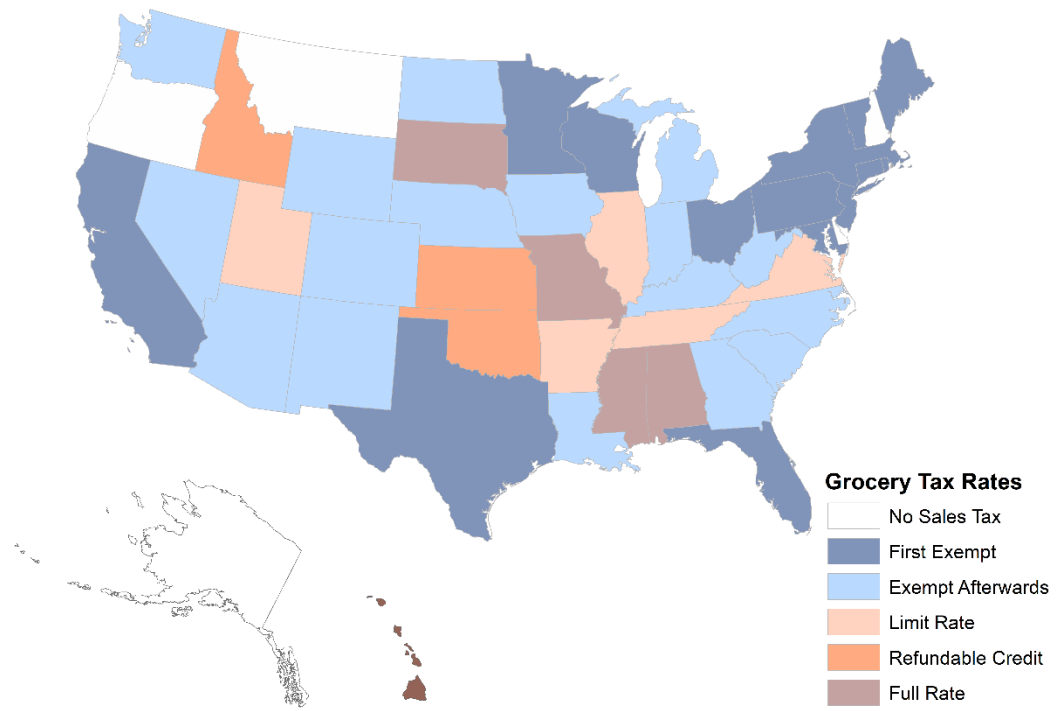 Grocery Tax Rates
No Sales Tax
First Exempt
Exempt Afterwards
Limit Rate
Refundable Credit
Full Rate